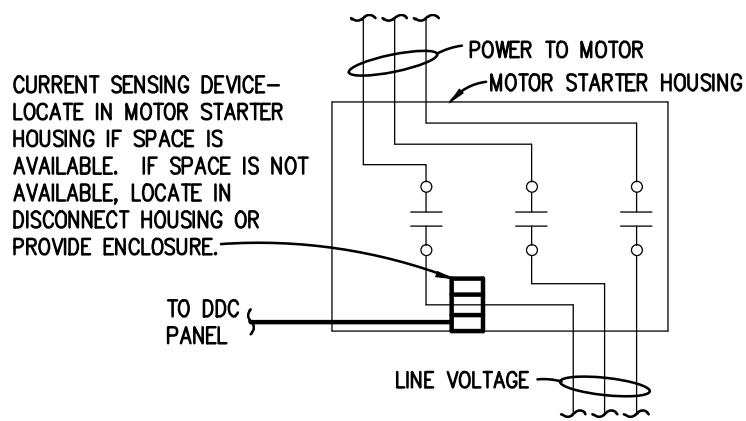 POWER TO MOTOR
MOTOR STARTER HOUSING
CURRENT SENSING DEVICE-
LOCATE IN MOTOR STARTER
HOUSING IF SPACE IS
AVAILABLE. IF SPACE IS NOT
AVAILABLE, LOCATE IN
DISCONNECT HOUSING OR
PROVIDE ENCLOSURE.
TO DDC
PANEL
LINE VOLTAGE